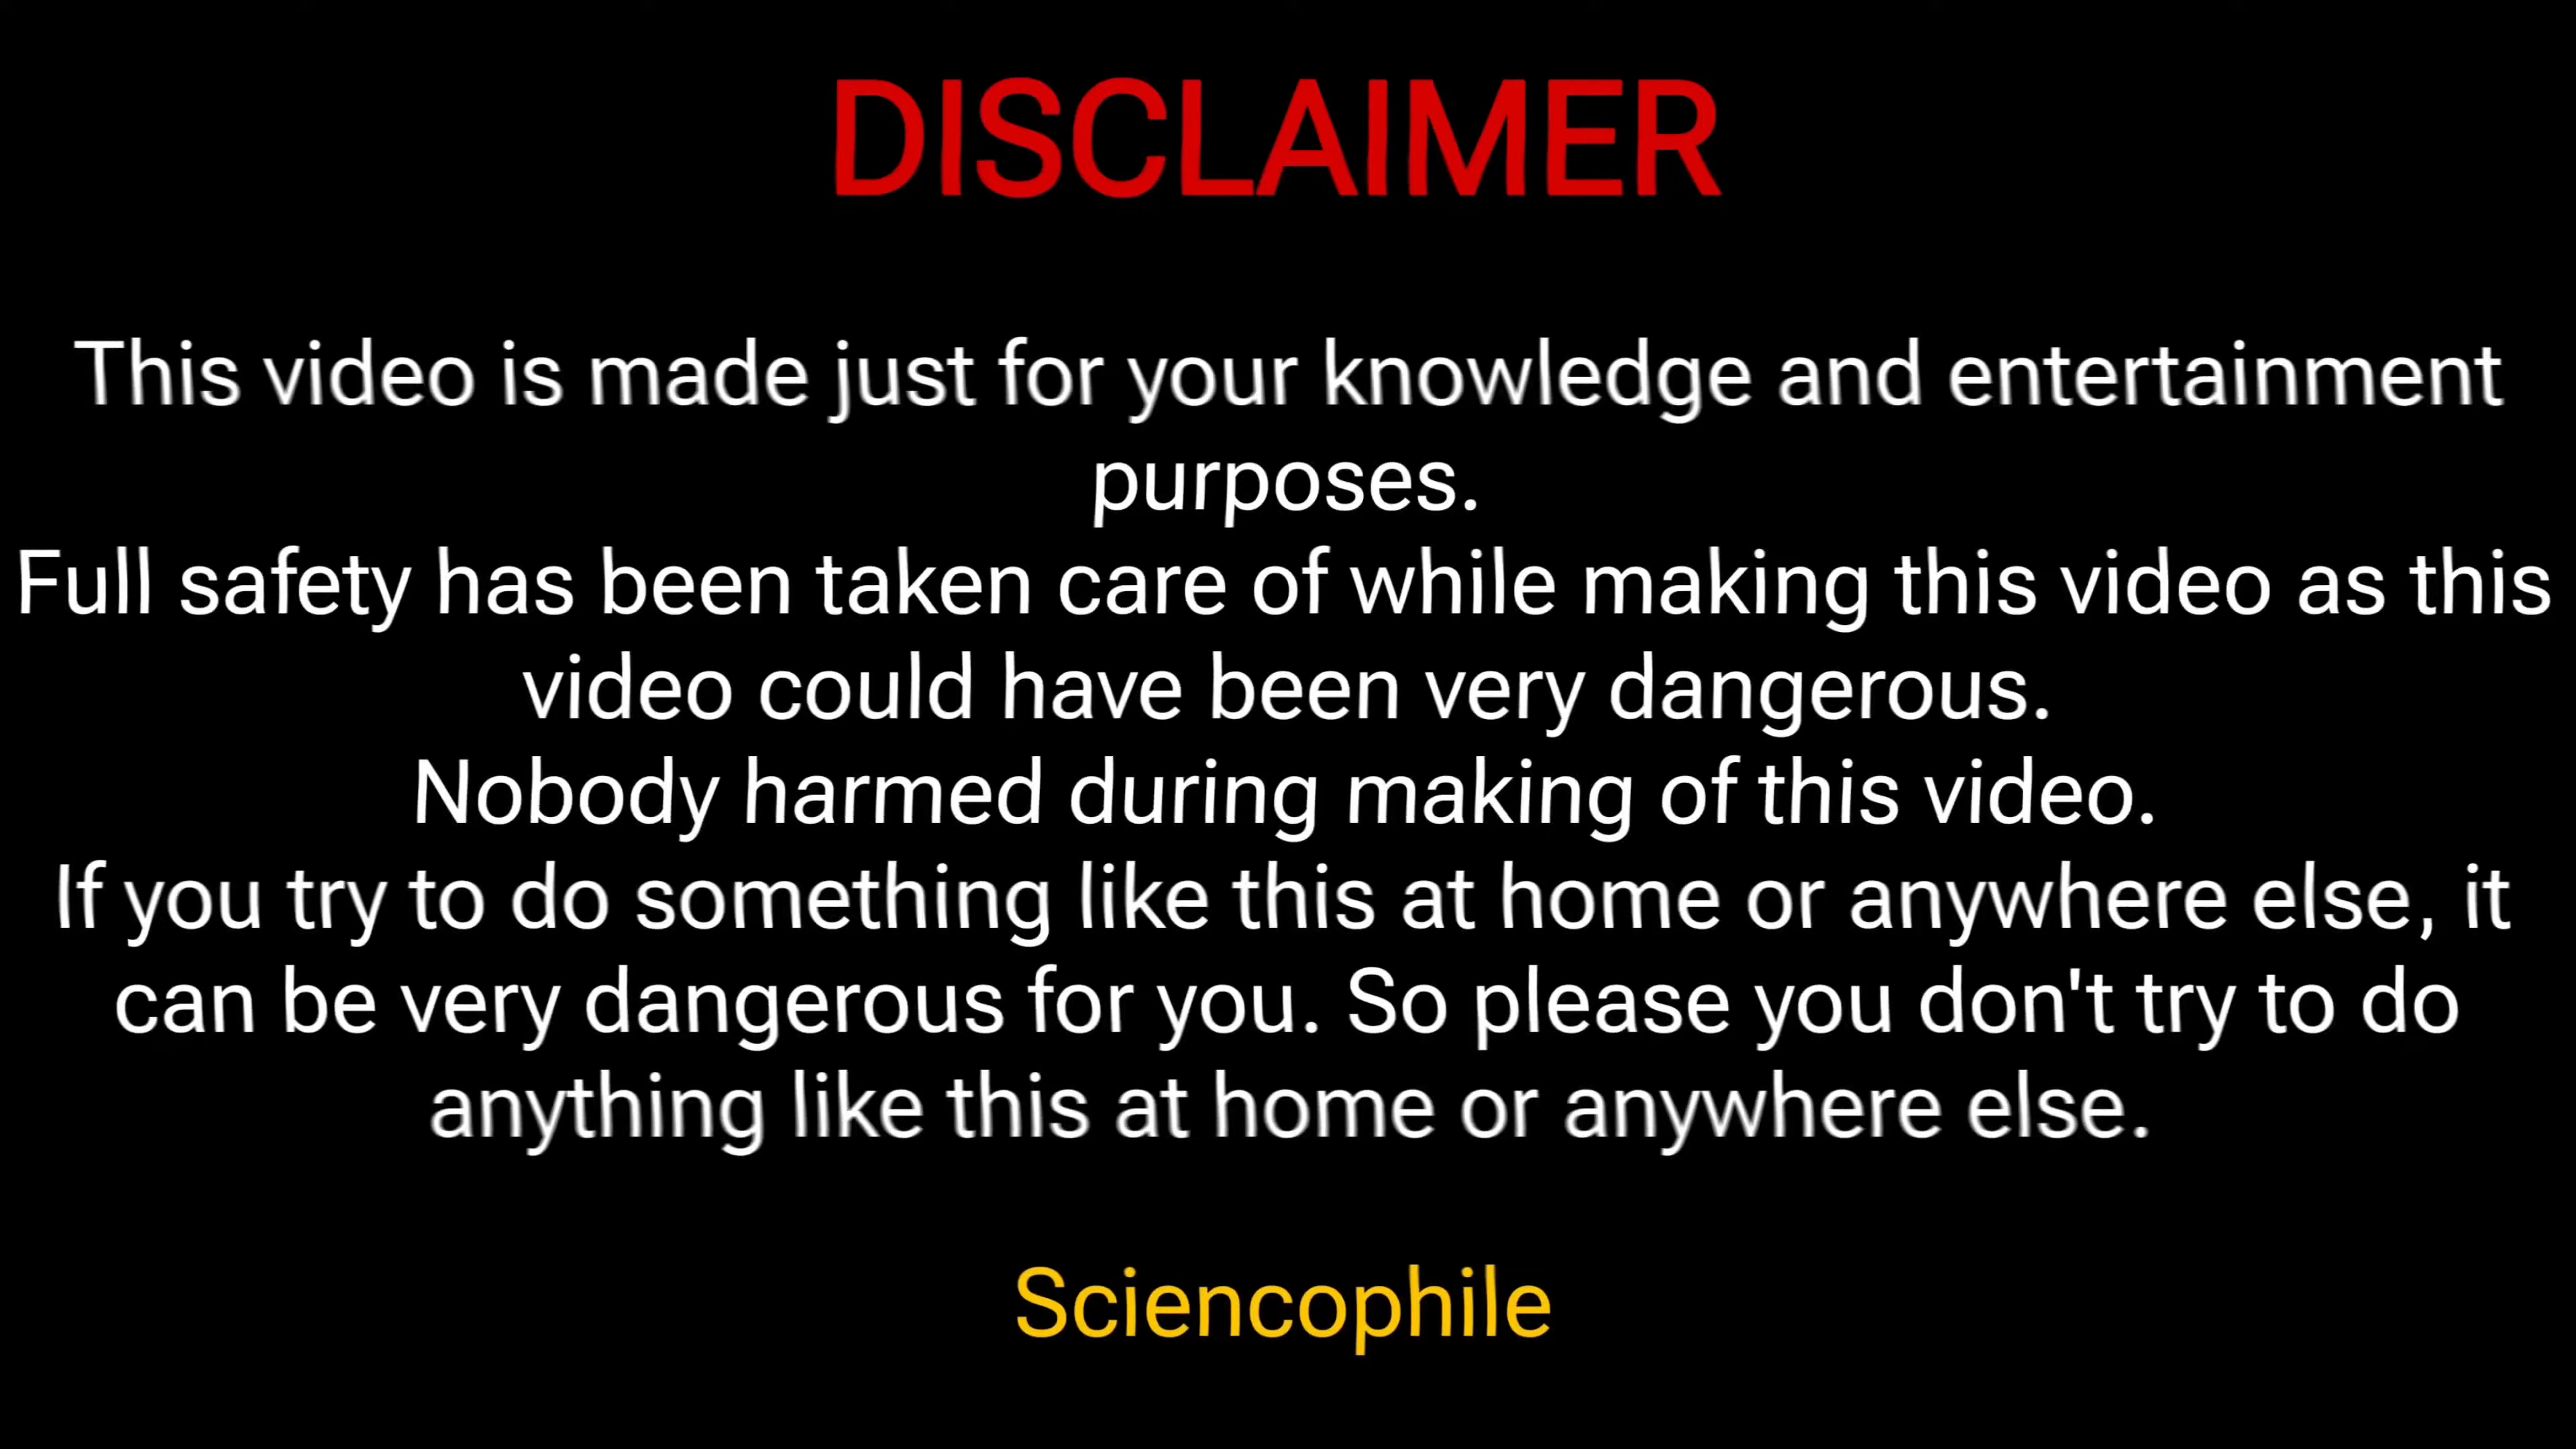 DISCLAIMER
This video is made just for your knowledge and entertainment
purposes.
Full safety has been taken care of while making this video as this
video could have been very dangerous.
Nobody harmed during making of this video.
If you try to do something like this at home or anywhere else, it
can be very dangerous for you. So please you don't try to do
anything like this at home or anywhere else.
Sciencophile